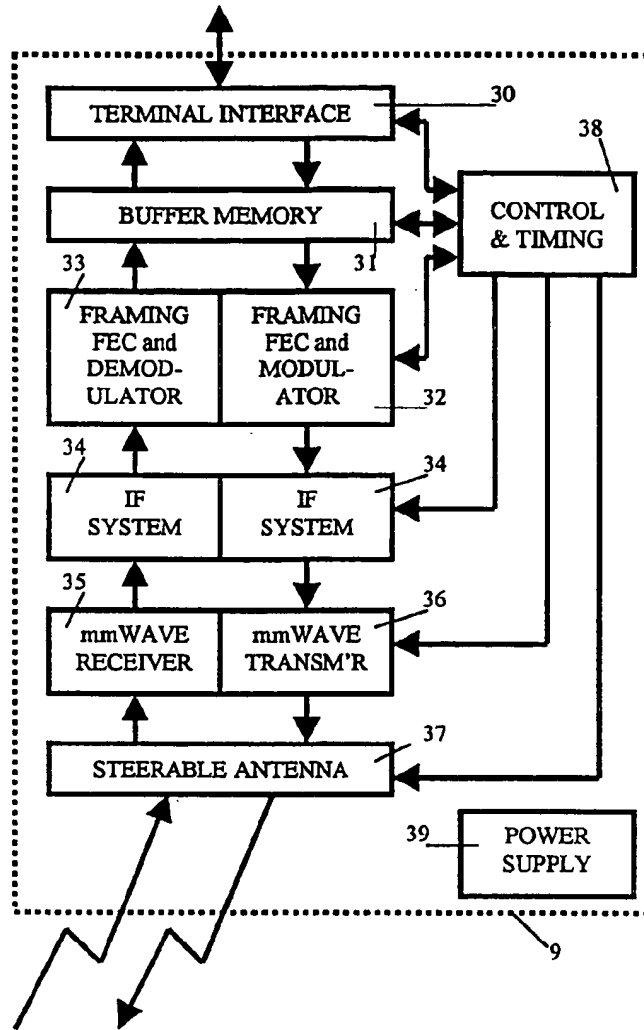 30
TERMINAL INTERFACE
38
BUFFER MEMORY
31
CONTROL
& TIMING
33
FRAMING
FEC and
DEMOD-
ULATOR
FRAMING
FEC and
MODUL-
ATOR
32
34
IF
SYSTEM
34
IF
SYSTEM
35
mmWAVE
RECEIVER
36
mmWAVE
TRANSM'R
37
STEERABLE ANTENNA
39
POWER
SUPPLY
9